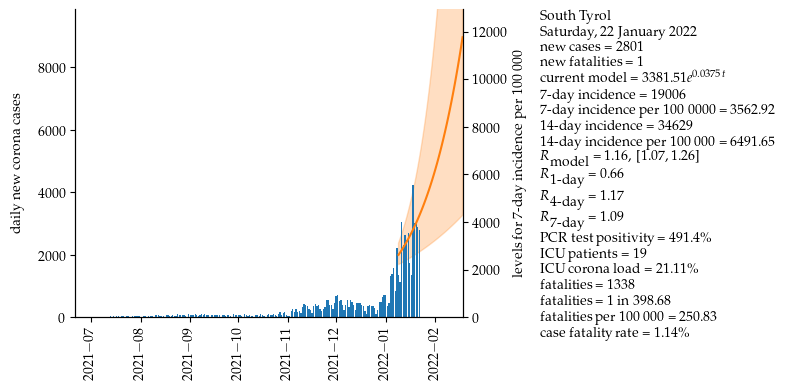 daily new corona cases
0
2000
4000
6000
8000
2021−07
2021−08
2021−09
2021−10
2021−11
2021−12
2022−01
2022−02
0
2000
4000
6000
8000
10000
12000
levels for 7-day incidence per 100 000
South Tyrol
Saturday, 22 January 2022
new cases = 2801
new fatalities = 1
current model = 3381.51e^0.0375 t
7-day incidence = 19006
7-day incidence per 100 0000 = 3562.92
14-day incidence = 34629
14-day incidence per 100 000 = 6491.65
R model = 1.16, [1.07, 1.26]
R 1-day = 0.66
R 4-day = 1.17
R 7-day = 1.09
PCR test positivity = 491.4%
ICU patients = 19
ICU corona load = 21.11%
fatalities = 1338
fatalities = 1 in 398.68
fatalities per 100 000 = 250.83
case fatality rate = 1.14%